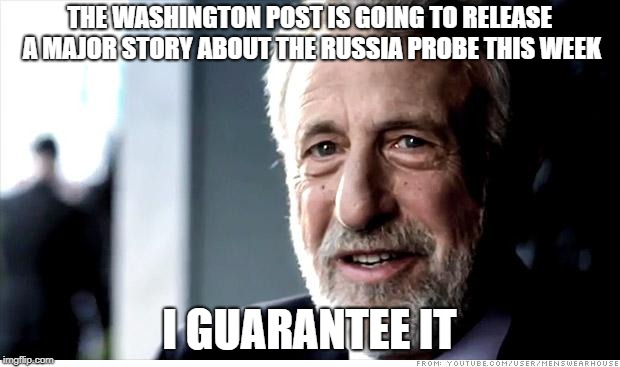 THE WASHINGTON POST IS GOING TO RELEASE
A MAJOR STORY ABOUT THE RUSSIA PROBE THIS WEEK
I GUARANTEE IT
imgflip.com
FROM: YOUTUBE.COM/USER/MENSWEARHOUSE